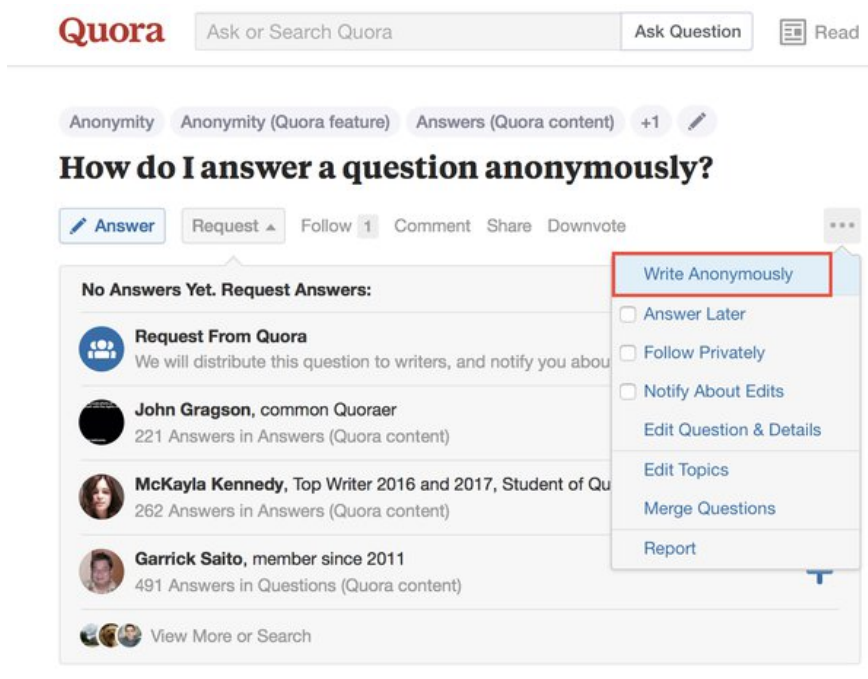 Quora Ask or Search Quora Ask Question Read
Anonymity Anonymity (Quora feature) Answers (Quora content) +1
How do I answer a question anonymously?
Answer Request Follow 1 Comment Share Downvote
Write Anonymously
Answer Later
Follow Privately
Notify About Edits
Edit Question & Details
Edit Topics
Merge Questions
Report
No Answers Yet. Request Answers:
Request From Quora
We will distribute this question to writers, and notify you abou
John Gragson, common Quoraer
221 Answers in Answers (Quora content)
McKayla Kennedy, Top Writer 2016 and 2017, Student of Qu
262 Answers in Answers (Quora content)
Garrick Saito, member since 2011
491 Answers in Questions (Quora content)
View More or Search